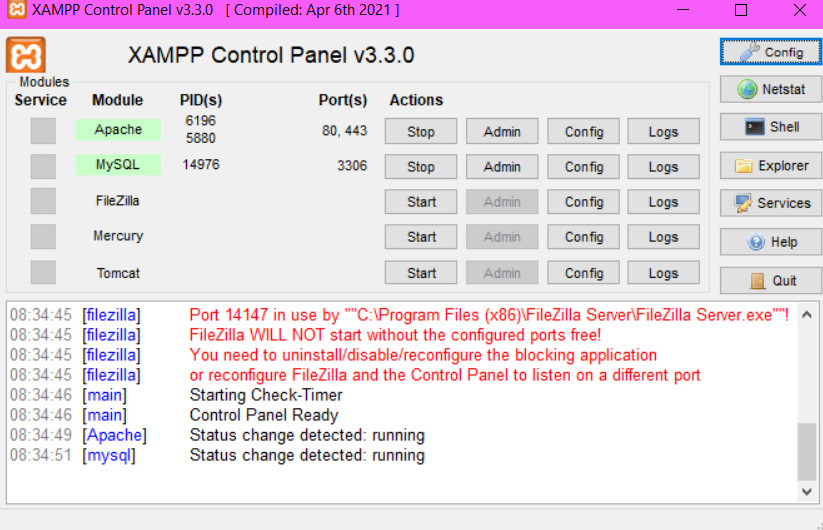 XAMPP Control Panel v3.3.0 [ Compiled: Apr 6th 2021 ]
XAMPP Control Panel v3.3.0
Config
Modules
Service Module PID(s) Port(s) Actions
Netstat
Apache 6196 5880 80, 443 Stop Admin Config Logs
Shell
MySQL 14976 3306 Stop Admin Config Logs
Explorer
FileZilla Start Admin Config Logs
Services
Mercury Start Admin Config Logs
Help
Tomcat Start Admin Config Logs
Quit
08:34:45 [filezilla] Port 14147 in use by ""C:\Program Files (x86)\FileZilla Server\FileZilla Server.exe""!
08:34:45 [filezilla] FileZilla WILL NOT start without the configured ports free!
08:34:45 [filezilla] You need to uninstall/disable/reconfigure the blocking application
08:34:45 [filezilla] or reconfigure FileZilla and the Control Panel to listen on a different port
08:34:46 [main] Starting Check-Timer
08:34:46 [main] Control Panel Ready
08:34:49 [Apache] Status change detected: running
08:34:51 [mysql] Status change detected: running